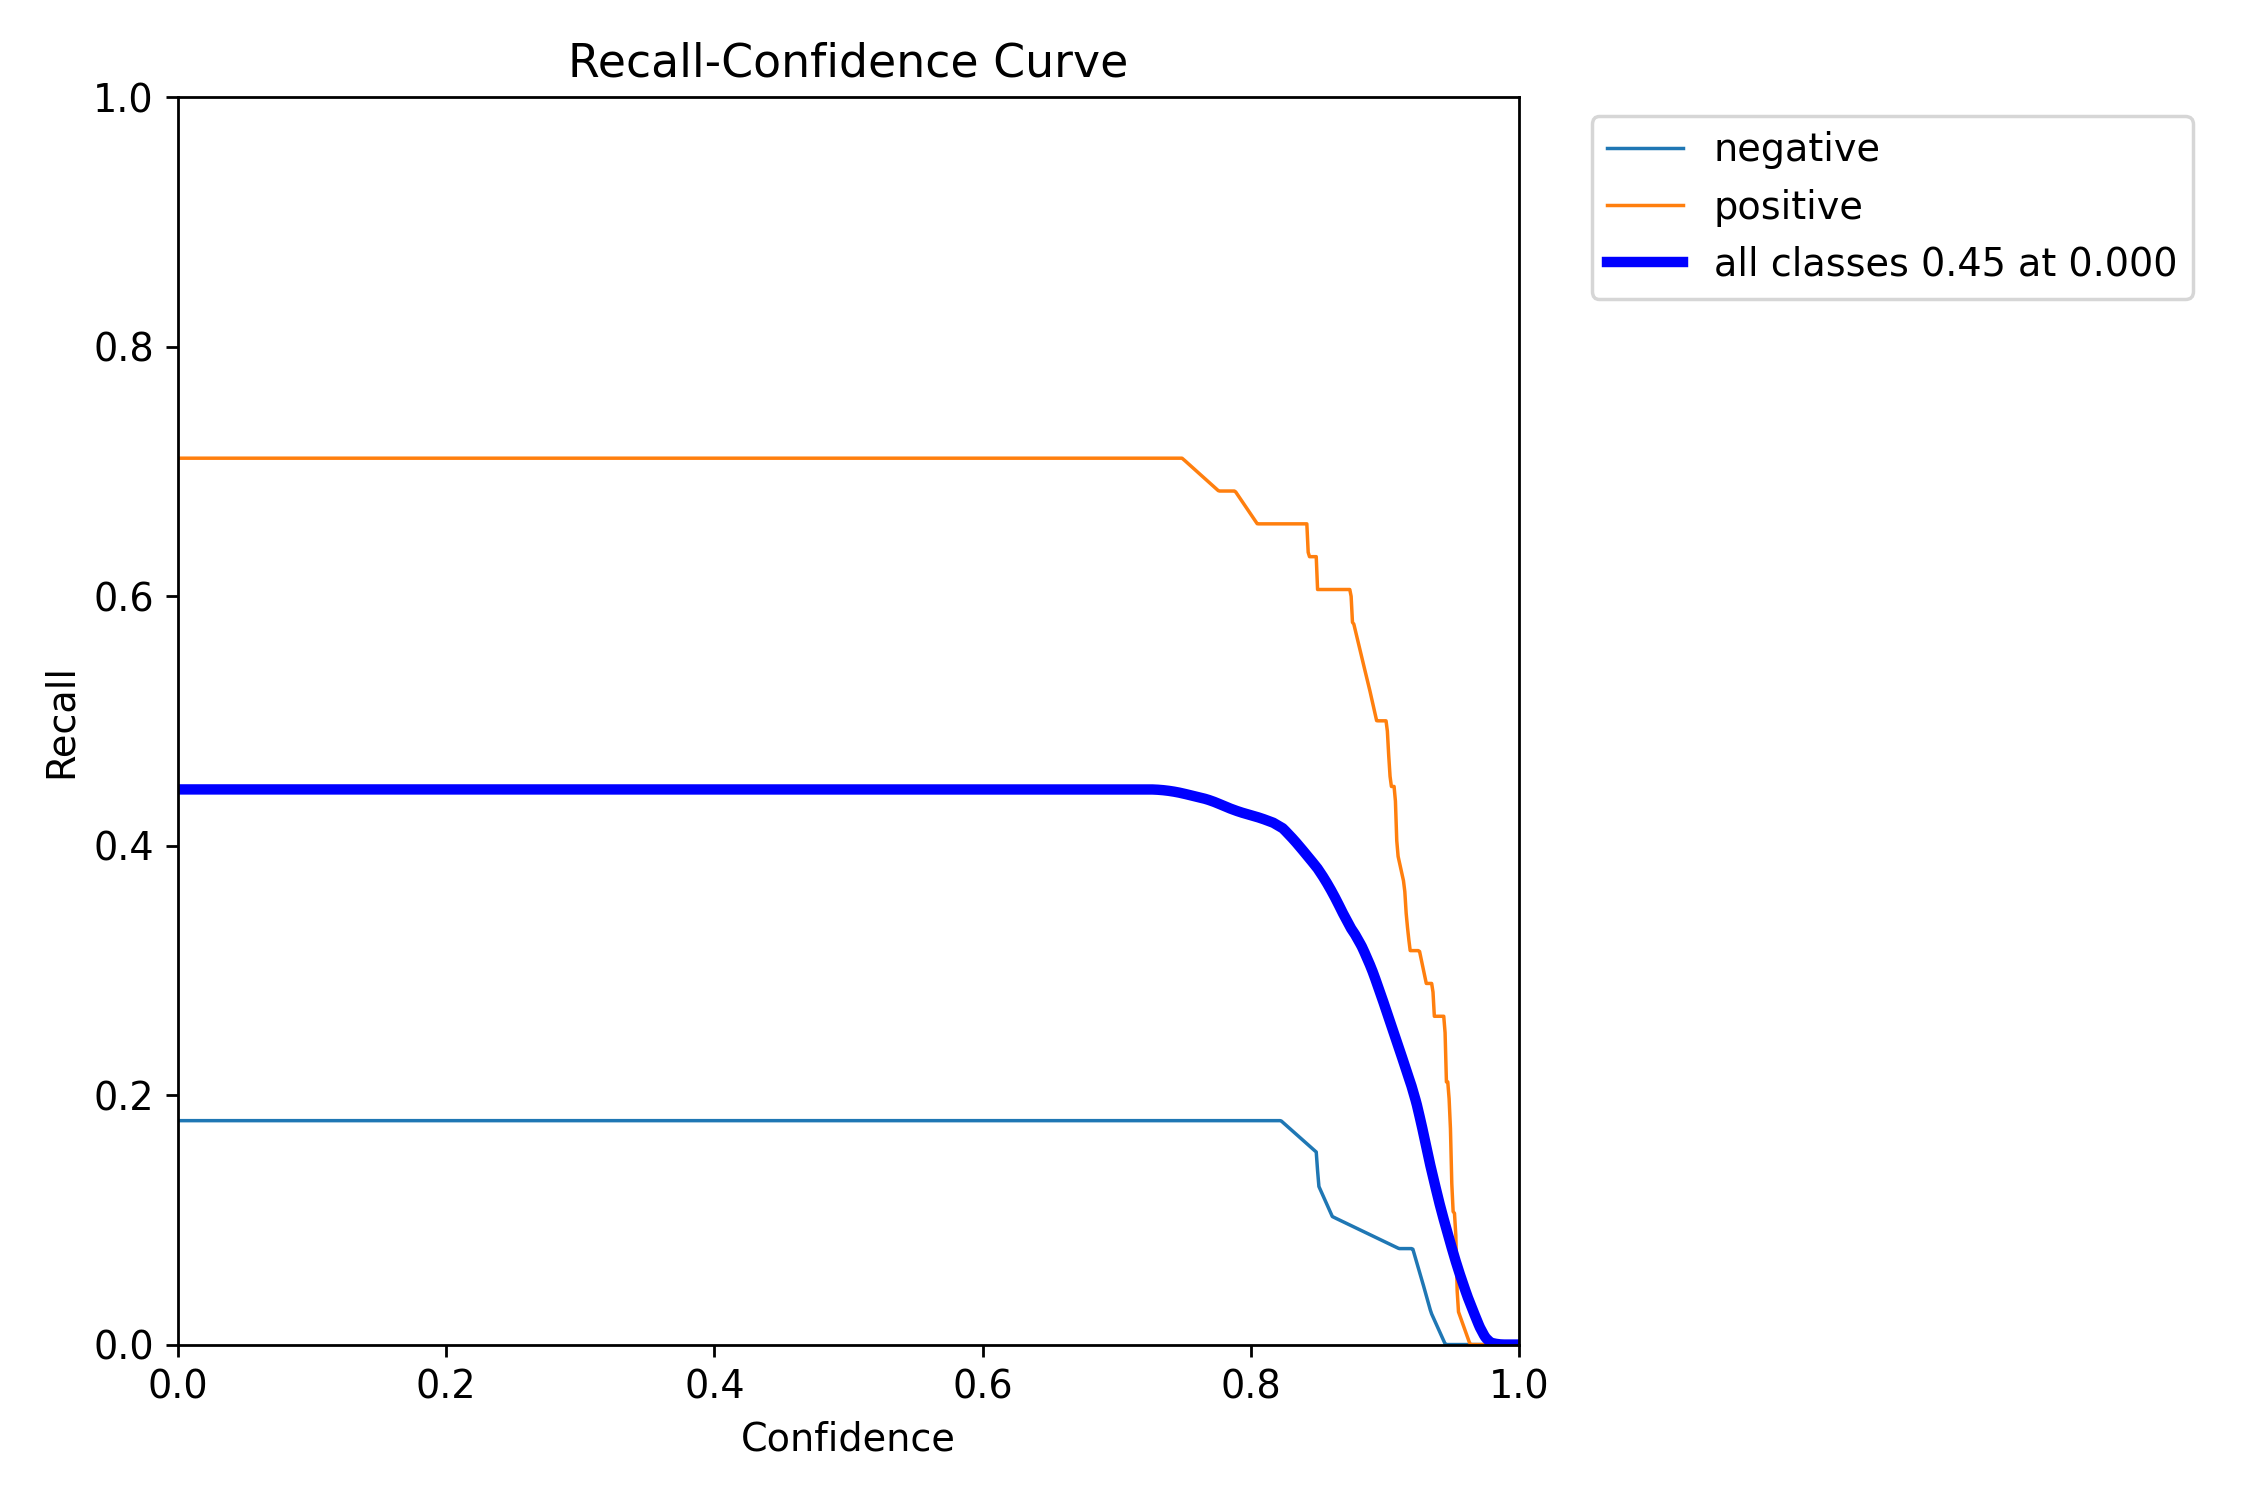 Recall-Confidence Curve
1.0
0.8
0.6
0.4
0.2
0.0
Recall
0.0 0.2 0.4 0.6 0.8 1.0
Confidence
negative
positive
all classes 0.45 at 0.000